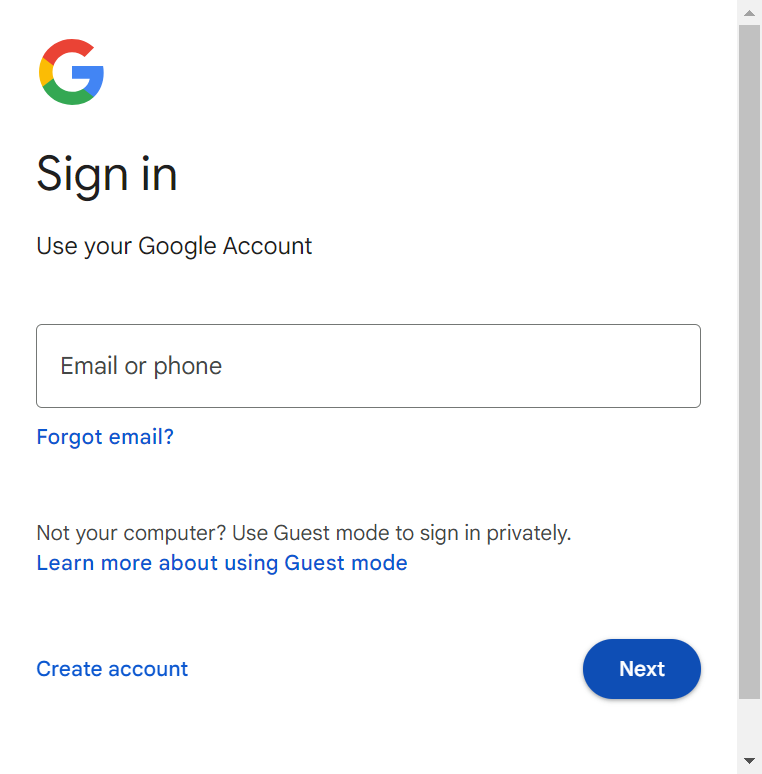 Sign in
Use your Google Account
Email or phone
Forgot email?
Not your computer? Use Guest mode to sign in privately.
Learn more about using Guest mode
Create account
Next